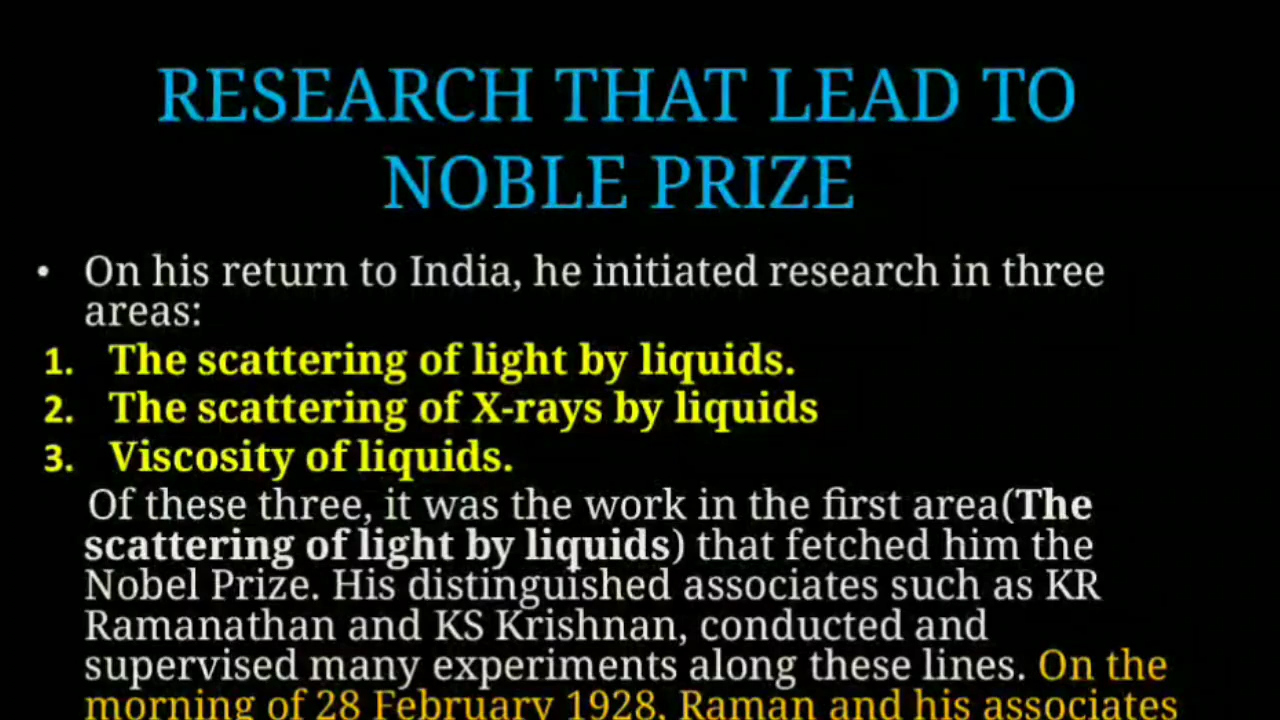 RESEARCH THAT LEAD TO
NOBLE PRIZE
• On his return to India, he initiated research in three
areas:
1. The scattering of light by liquids.
2. The scattering of X-rays by liquids
3. Viscosity of liquids.
Of these three, it was the work in the first area(The
scattering of light by liquids) that fetched him the
Nobel Prize. His distinguished associates such as KR
Ramanathan and KS Krishnan, conducted and
supervised many experiments along these lines. On the
morning of 28 February 1928, Raman and his associates